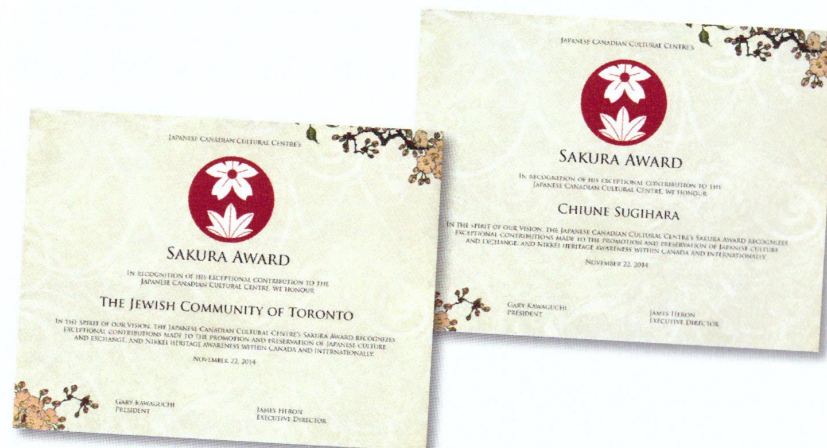 JAPANESE CANADIAN CULTURAL CENTRE'S
SAKURA AWARD
IN RECOGNITION OF HIS EXCEPTIONAL CONTRIBUTION TO THE
JAPANESE CANADIAN CULTURAL CENTRE, WE HONOUR
THE JEWISH COMMUNITY OF TORONTO
IN THE SPIRIT OF OUR VISION, THE JAPANESE CANADIAN CULTURAL CENTRE'S SAKURA AWARD RECOGNIZES
EXCEPTIONAL CONTRIBUTIONS MADE TO THE PROMOTION AND PRESERVATION OF JAPANESE CULTURE
AND EXCHANGE, AND NIKKEI HERITAGE AWARENESS WITHIN CANADA AND INTERNATIONALLY.
NOVEMBER 22, 2014
GARY KAWAGUCHI
PRESIDENT
JAMES HERON
EXECUTIVE DIRECTOR
JAPANESE CANADIAN CULTURAL CENTRE'S
SAKURA AWARD
IN RECOGNITION OF HIS EXCEPTIONAL CONTRIBUTION TO THE
JAPANESE CANADIAN CULTURAL CENTRE, WE HONOUR
CHIUNE SUGIHARA
IN THE SPIRIT OF OUR VISION, THE JAPANESE CANADIAN CULTURAL CENTRE'S SAKURA AWARD RECOGNIZES
EXCEPTIONAL CONTRIBUTIONS MADE TO THE PROMOTION AND PRESERVATION OF JAPANESE CULTURE
AND EXCHANGE, AND NIKKEI HERITAGE AWARENESS WITHIN CANADA AND INTERNATIONALLY.
NOVEMBER 22, 2014
GARY KAWAGUCHI
PRESIDENT
JAMES HERON
EXECUTIVE DIRECTOR